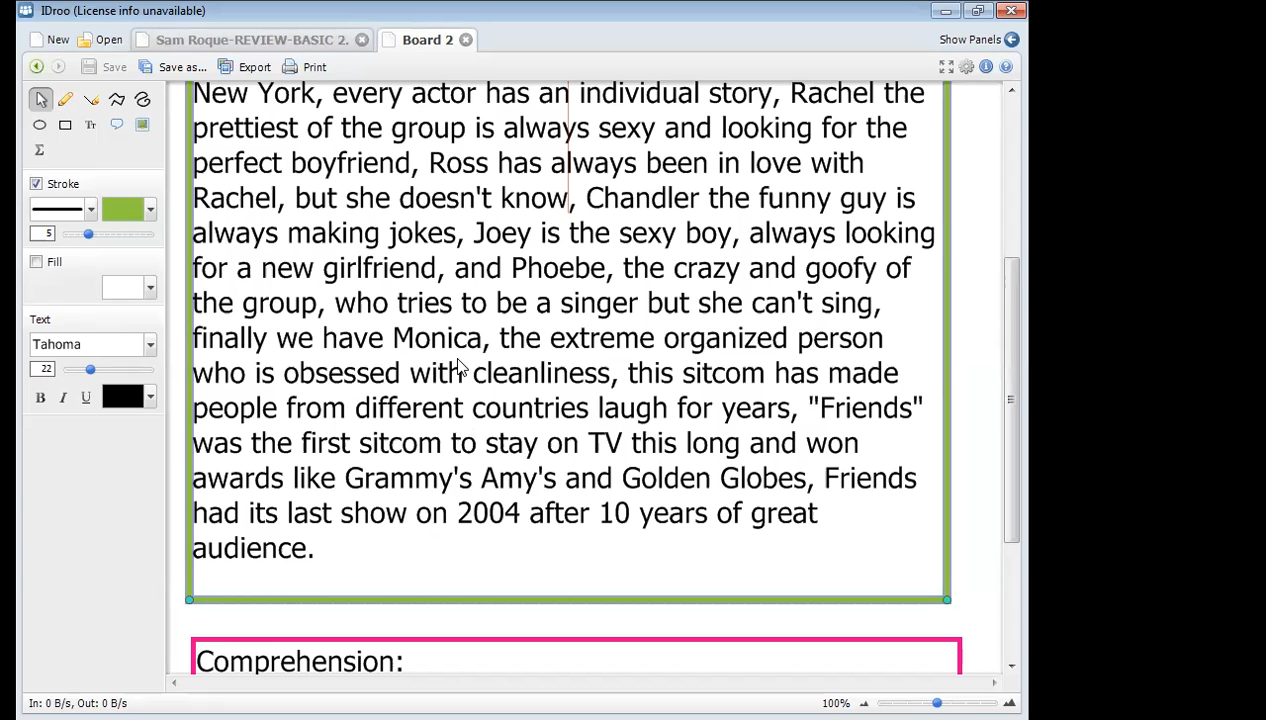 IDroo (License info unavailable)
New Open Sam Roque-REVIEW-BASIC 2. Board 2 Show Panels
Save Save as... Export Print
Tr
Σ
Stroke
5
Fill
Text
Tahoma
22
B I U
New York, every actor has an individual story, Rachel the
prettiest of the group is always sexy and looking for the
perfect boyfriend, Ross has always been in love with
Rachel, but she doesn't know, Chandler the funny guy is
always making jokes, Joey is the sexy boy, always looking
for a new girlfriend, and Phoebe, the crazy and goofy of
the group, who tries to be a singer but she can't sing,
finally we have Monica, the extreme organized person
who is obsessed with cleanliness, this sitcom has made
people from different countries laugh for years, "Friends"
was the first sitcom to stay on TV this long and won
awards like Grammy's Amy's and Golden Globes, Friends
had its last show on 2004 after 10 years of great
audience.
Comprehension:
In: 0 B/s, Out: 0 B/s
100%